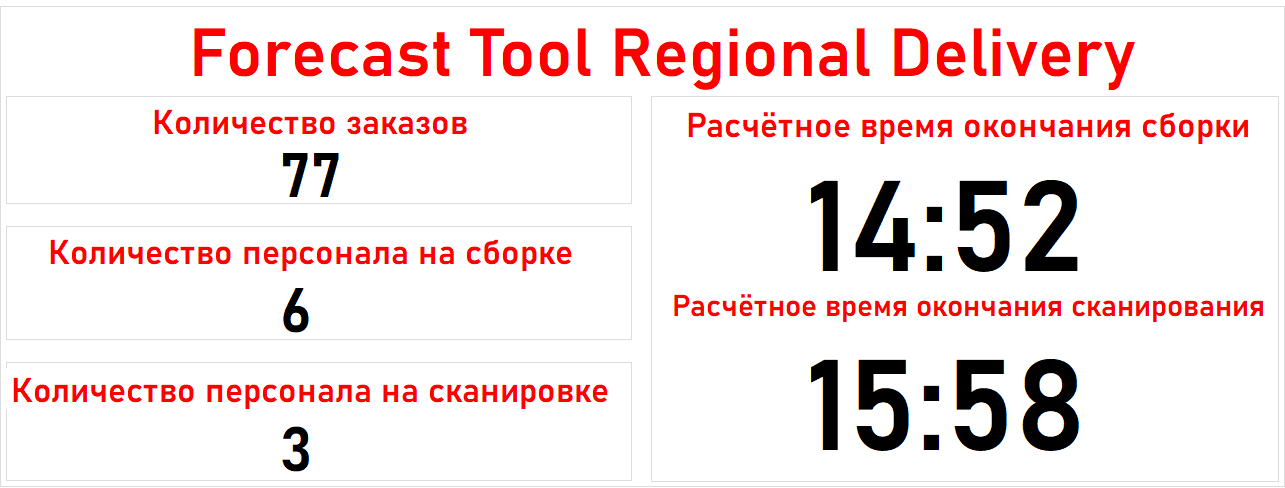 Forecast Tool Regional Delivery
Количество заказов
77
Количество персонала на сборке
6
Количество персонала на сканировке
3
Расчётное время окончания сборки
14:52
Расчётное время окончания сканирования
15:58